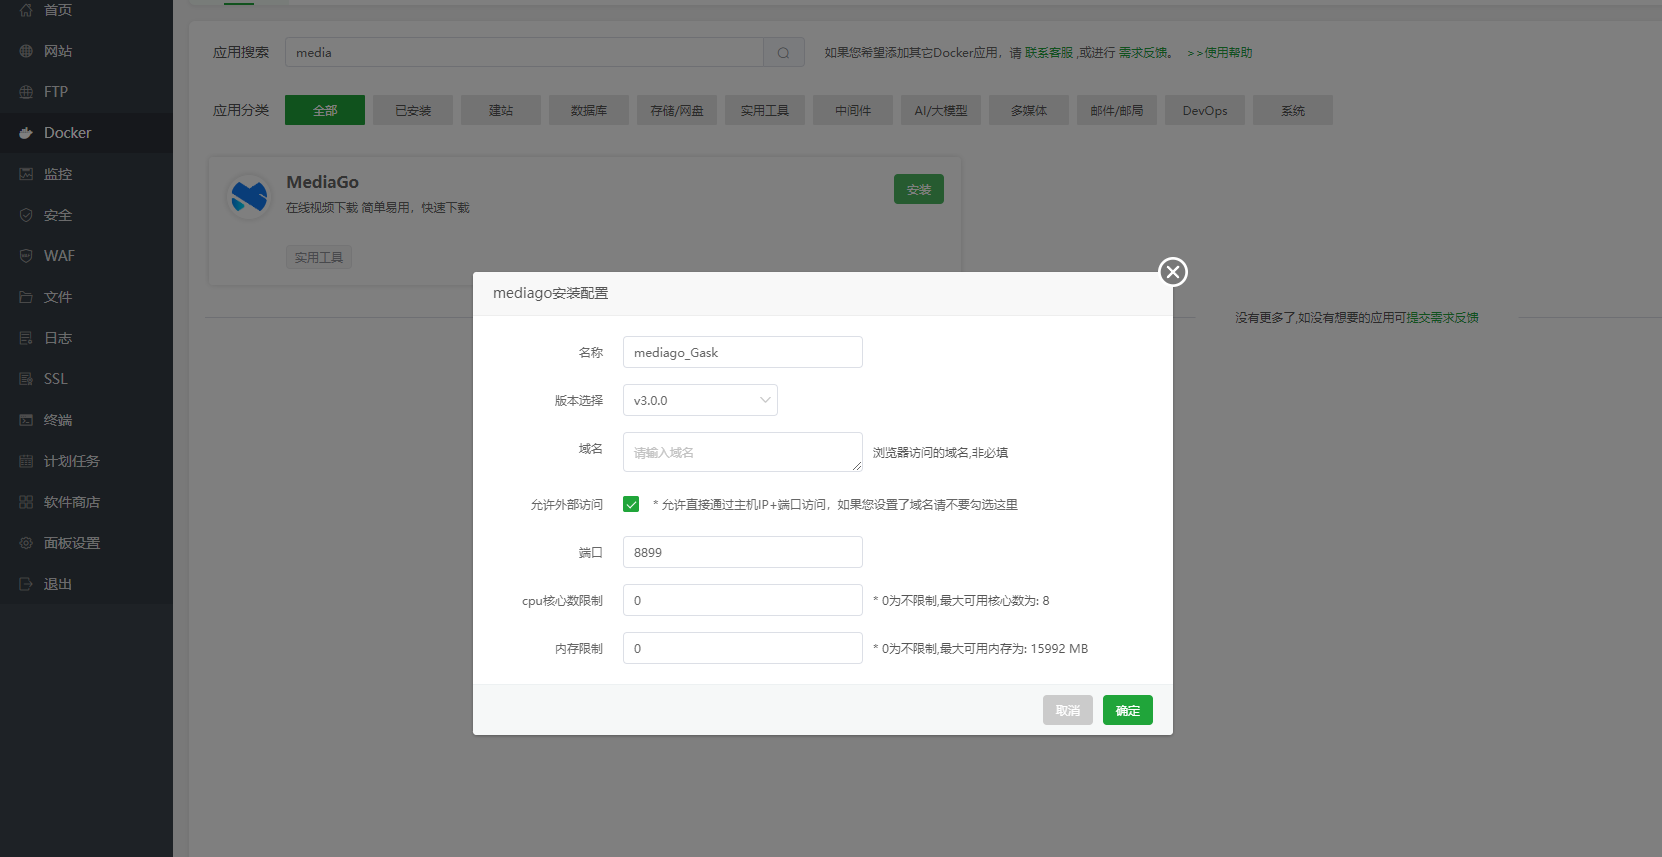 首页
网站
FTP
Docker
监控
安全
WAF
文件
日志
SSL
终端
计划任务
软件商店
面板设置
退出
应用搜索 media 如果您希望添加其它Docker应用，请 联系客服 ,或进行 需求反馈。 >>使用帮助
应用分类 全部 已安装 建站 数据库 存储/网盘 实用工具 中间件 AI/大模型 多媒体 邮件/邮局 DevOps 系统
MediaGo
安装
在线视频下载 简单易用，快速下载
实用工具
没有更多了,如没有想要的应用可提交需求反馈
mediago安装配置
名称 mediago_Gask
版本选择 v3.0.0
域名 请输入域名 浏览器访问的域名,非必填
允许外部访问 * 允许直接通过主机IP+端口访问，如果您设置了域名请不要勾选这里
端口 8899
cpu核心数限制 0 * 0为不限制,最大可用核心数为: 8
内存限制 0 * 0为不限制,最大可用内存为: 15992 MB
取消 确定